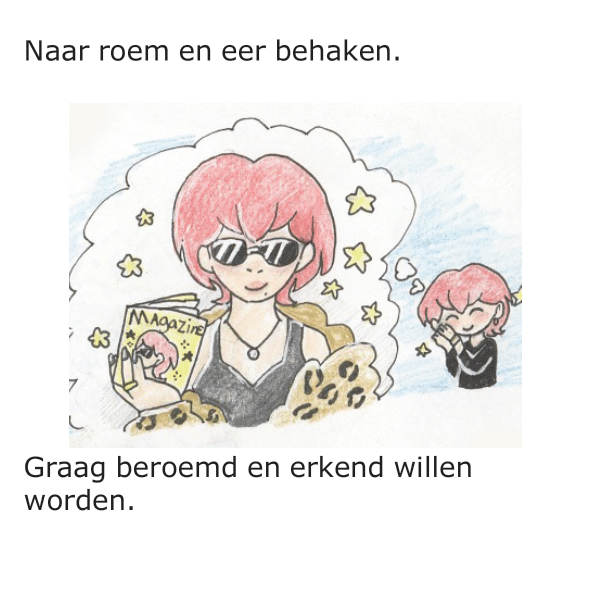 Naar roem en eer behaken.
MAgaZine
Graag beroemd en erkend willen
worden.